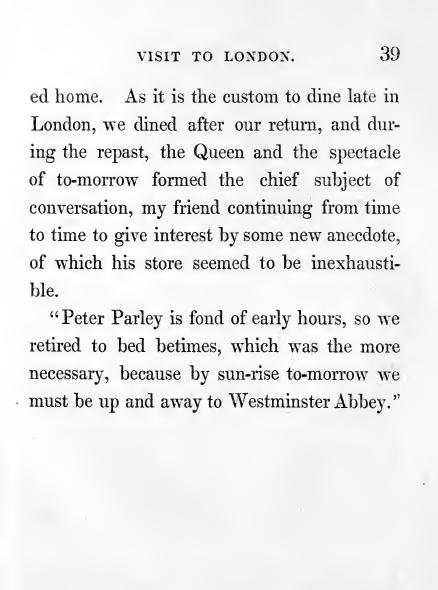 VISIT TO LONDON. 39
ed home. As it is the custom to dine late in
London, we dined after our return, and dur-
ing the repast, the Queen and the spectacle
of to-morrow formed the chief subject of
conversation, my friend continuing from time
to time to give interest by some new anecdote,
of which his store seemed to be inexhausti-
ble.
"Peter Parley is fond of early hours, so we
retired to bed betimes, which was the more
necessary, because by sun-rise to-morrow we
must be up and away to Westminster Abbey."